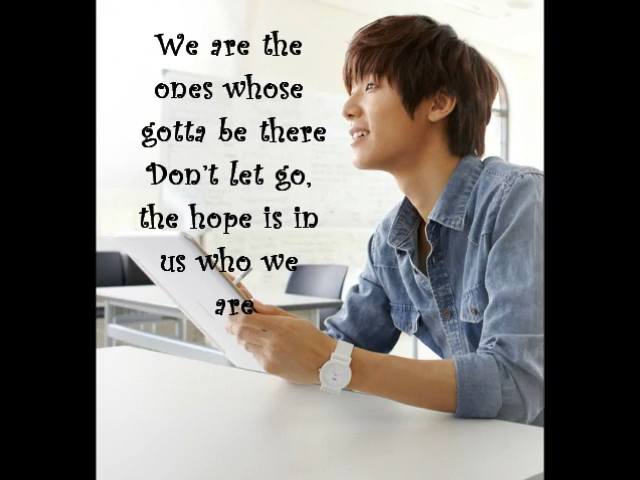 We are the
ones whose
gotta be there
Don't let go,
the hope is in
us who we
are